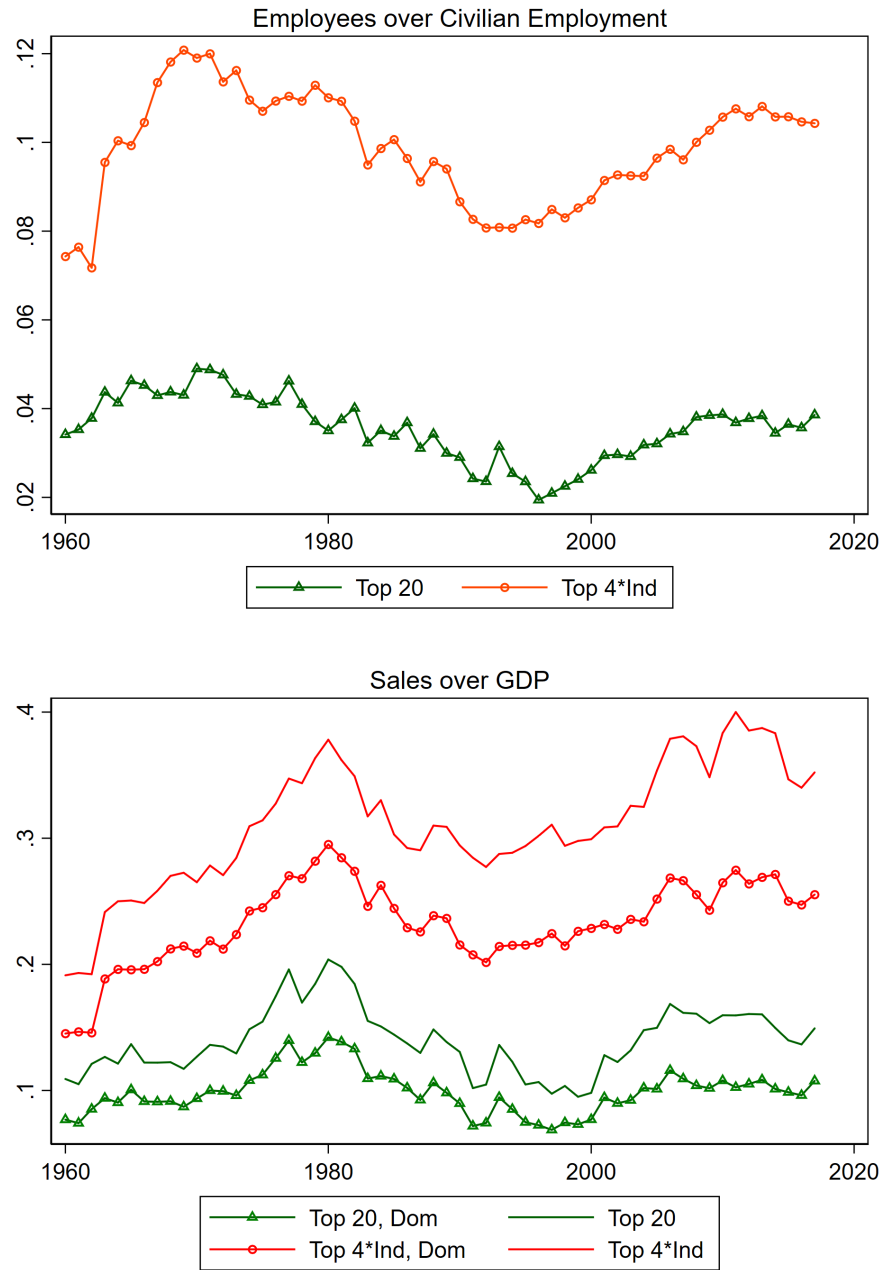 Employees over Civilian Employment
.12
.1
.08
.06
.04
.02
1960 1980 2000 2020
Top 20 Top 4*Ind
Sales over GDP
.4
.3
.2
.1
1960 1980 2000 2020
Top 20, Dom Top 20
Top 4*Ind, Dom Top 4*Ind